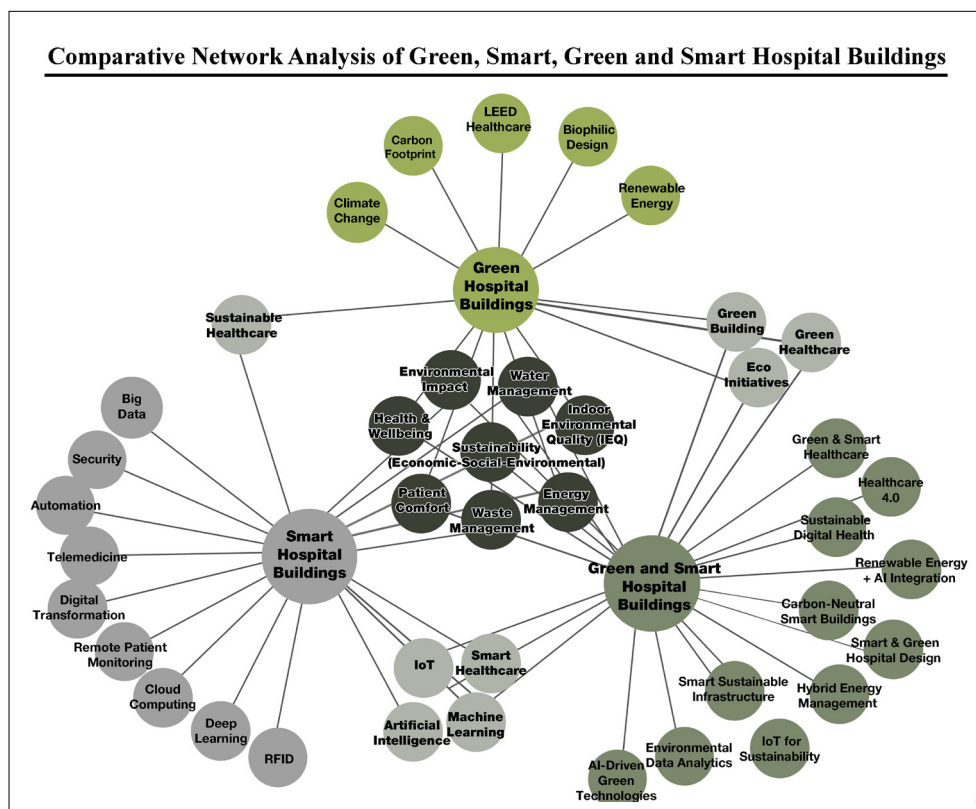 Comparative Network Analysis of Green, Smart, Green and Smart Hospital Buildings
LEED
Healthcare
Carbon
Footprint
Biophilic
Design
Climate
Change
Renewable
Energy
Green
Hospital
Buildings
Sustainable
Healthcare
Green
Building
Green
Healthcare
Eco
Initiatives
Environmental
Impact
Water
Management
Health &
Wellbeing
Indoor
Environmental
Quality (IEQ)
Sustainability
(Economic-Social-Environmental)
Patient
Comfort
Waste
Management
Energy
Management
Big
Data
Security
Automation
Telemedicine
Digital
Transformation
Remote Patient
Monitoring
Cloud
Computing
Deep
Learning
RFID
Smart
Hospital
Buildings
IoT
Smart
Healthcare
Artificial
Intelligence
Machine
Learning
Green and Smart
Hospital
Buildings
Green & Smart
Healthcare
Healthcare
4.0
Sustainable
Digital Health
Renewable Energy
+ AI Integration
Carbon-Neutral
Smart Buildings
Smart & Green
Hospital Design
Smart Sustainable
Infrastructure
Hybrid Energy
Management
IoT for
Sustainability
Environmental
Data Analytics
AI-Driven
Green
Technologies